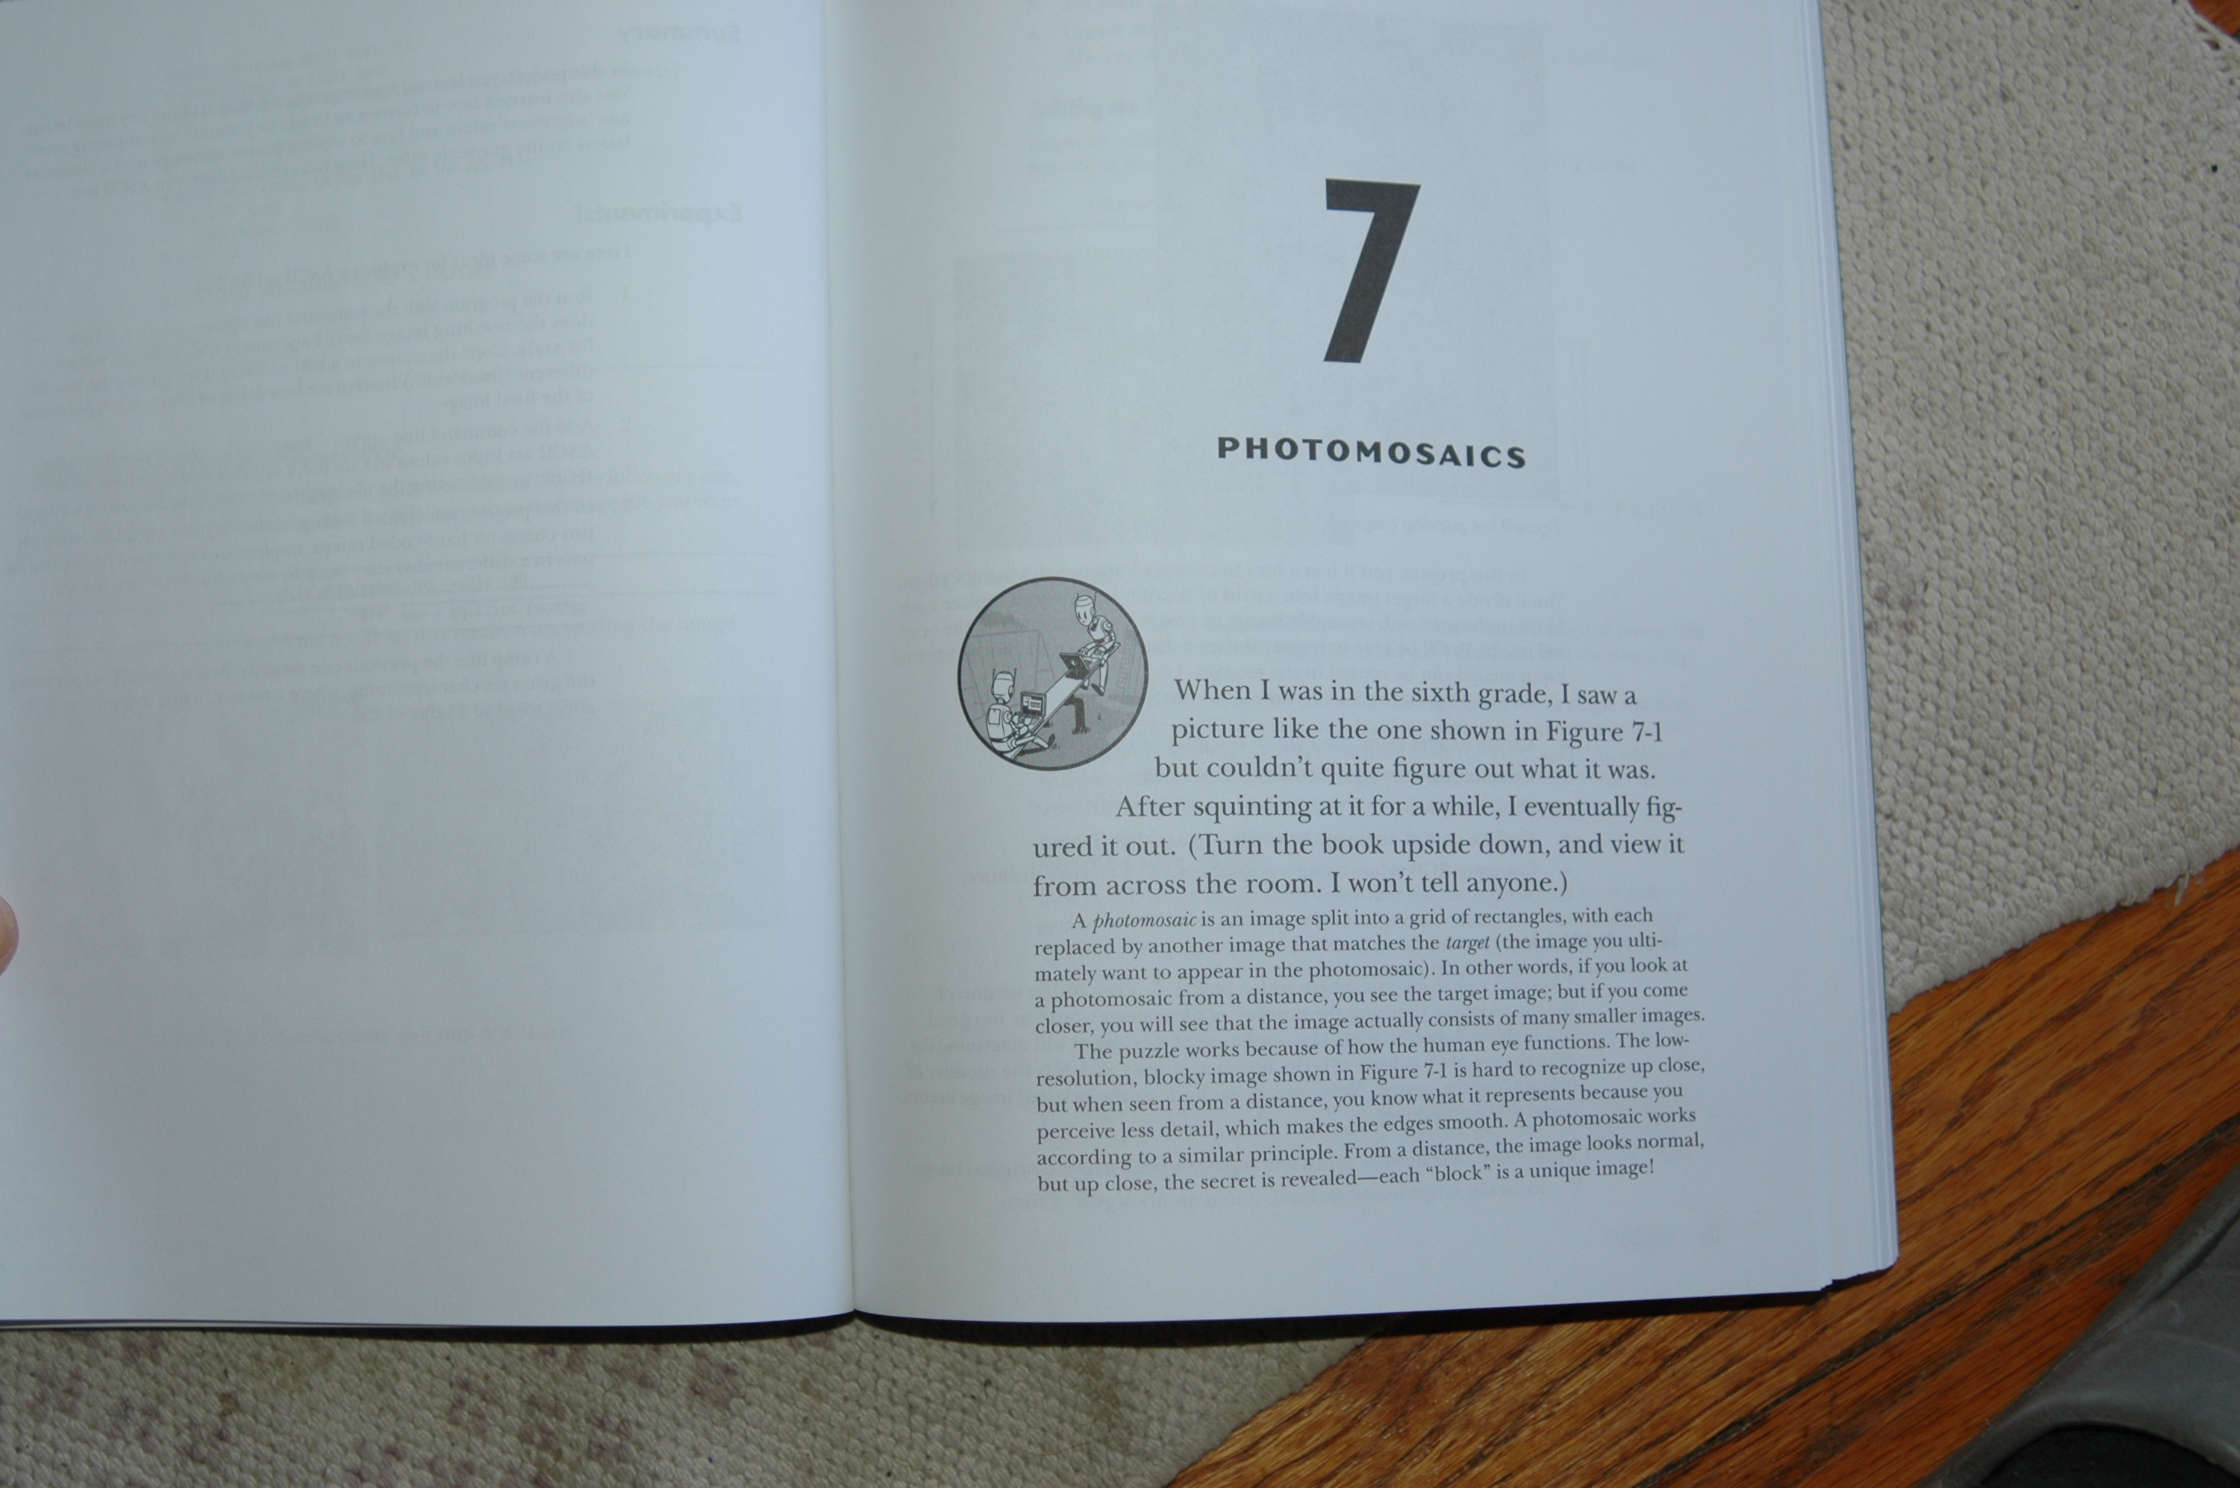 7
PHOTOMOSAICS
When I was in the sixth grade, I saw a
picture like the one shown in Figure 7-1
but couldn't quite figure out what it was.
After squinting at it for a while, I eventually fig-
ured it out. (Turn the book upside down, and view it
from across the room. I won't tell anyone.)
A photomosaic is an image split into a grid of rectangles, with each
replaced by another image that matches the target (the image you ulti-
mately want to appear in the photomosaic). In other words, if you look at
a photomosaic from a distance, you see the target image; but if you come
closer, you will see that the image actually consists of many smaller images.
The puzzle works because of how the human eye functions. The low-
resolution, blocky image shown in Figure 7-1 is hard to recognize up close,
but when seen from a distance, you know what it represents because you
perceive less detail, which makes the edges smooth. A photomosaic works
according to a similar principle. From a distance, the image looks normal,
but up close, the secret is revealed—each “block” is a unique image!
Summary
Experiments!